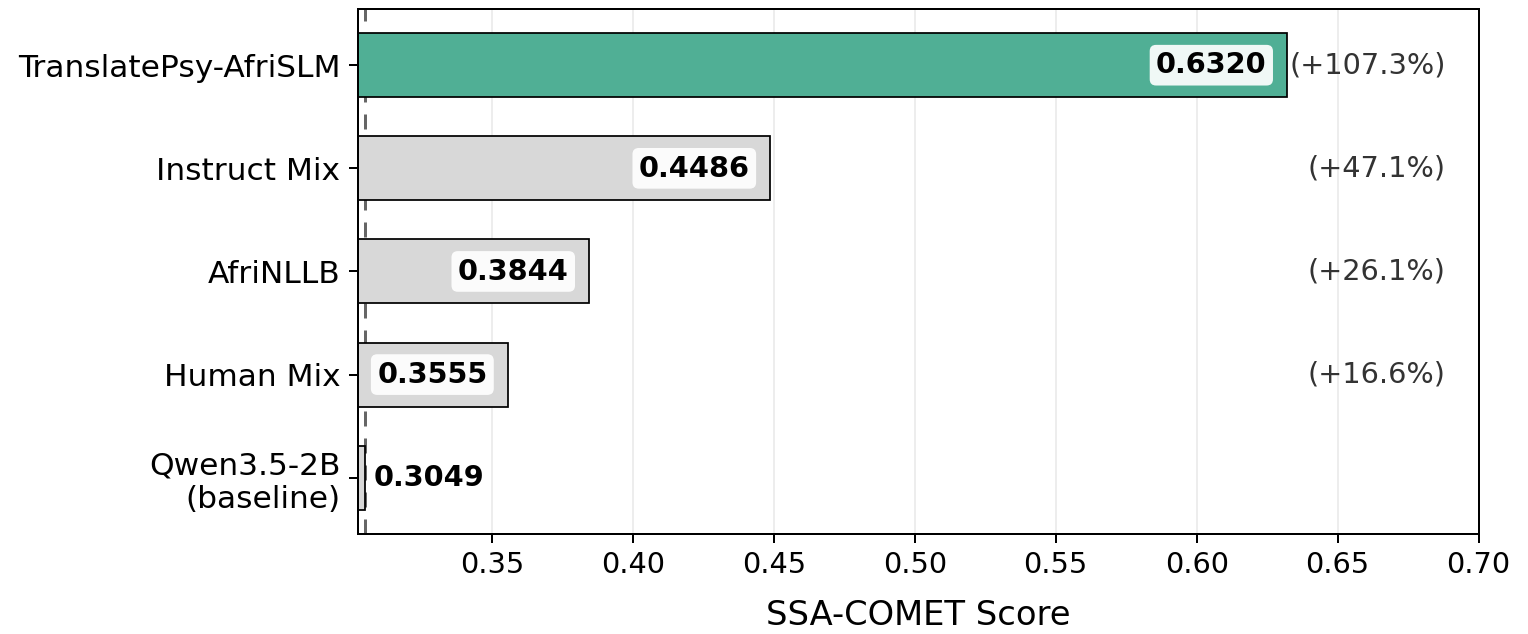 TranslatePsy-AfriSLM 0.6320 (+107.3%)
Instruct Mix 0.4486 (+47.1%)
AfriNLLB 0.3844 (+26.1%)
Human Mix 0.3555 (+16.6%)
Qwen3.5-2B
(baseline) 0.3049
0.35 0.40 0.45 0.50 0.55 0.60 0.65 0.70
SSA-COMET Score